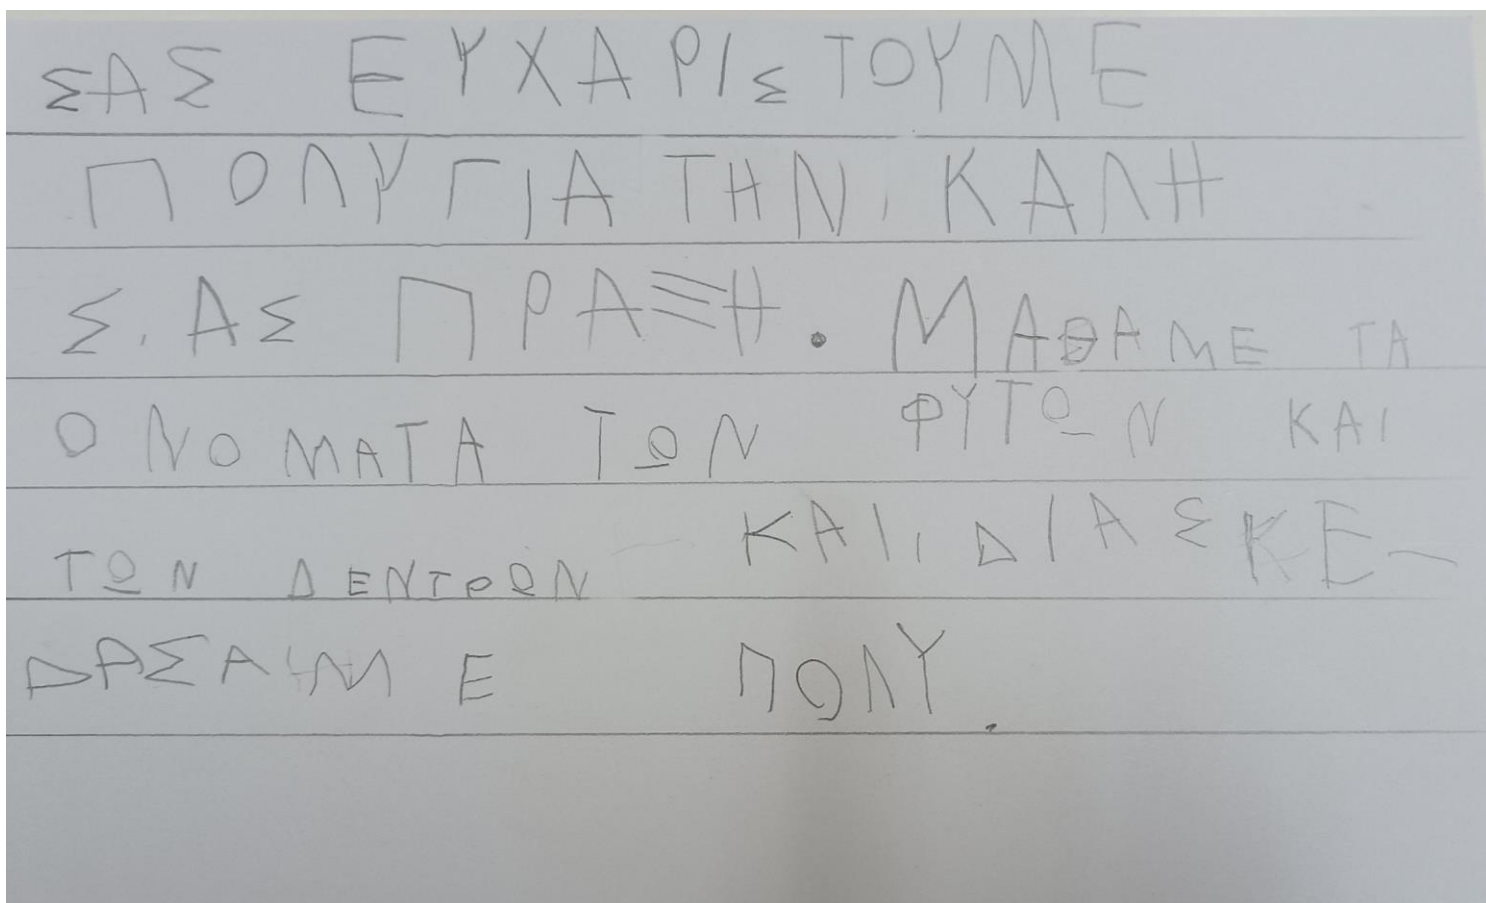 ΣΑΣ ΕΥΧΑΡΙΣΤΟΥΜΕ
ΠΟΛΥ ΓΙΑ ΤΗΝ ΚΑΛΗ
Σ.ΑΣ ΠΡΑΞΗ. ΜΑΘΑΜΕ ΤΑ
ΟΝΟΜΑΤΑ ΤΩΝ ΦΥΤΩΝ ΚΑΙ
ΤΩΝ ΔΕΝΤΡΩΝ ΚΑΙ ΔΙΑΣΚΕ-
ΔΑΣΑΜΕ ΠΟΛΥ.